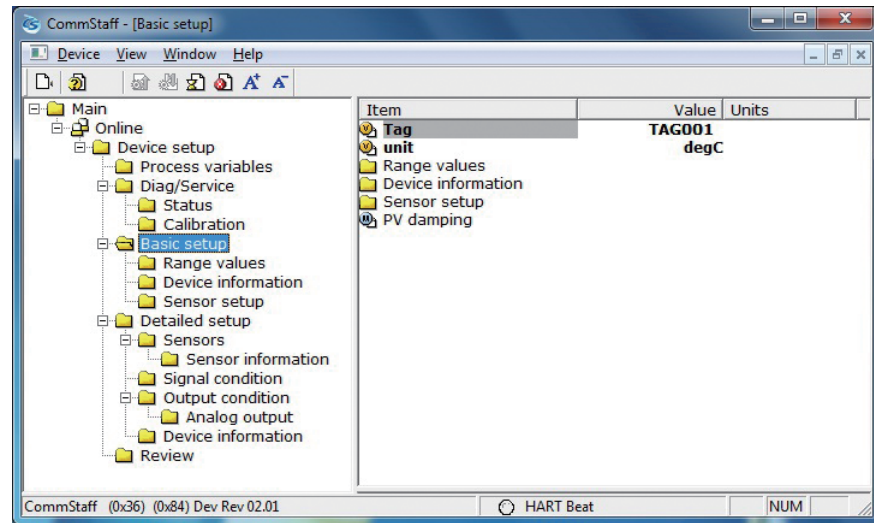 CommStaff - [Basic setup]
Device View Window Help
Main
Online
Device setup
Process variables
Diag/Service
Status
Calibration
Basic setup
Range values
Device information
Sensor setup
Detailed setup
Sensors
Sensor information
Signal condition
Output condition
Analog output
Device information
Review
Item Value Units
Tag TAG001
unit degC
Range values
Device information
Sensor setup
PV damping
CommStaff (0x36) (0x84) Dev Rev 02.01 HART Beat NUM